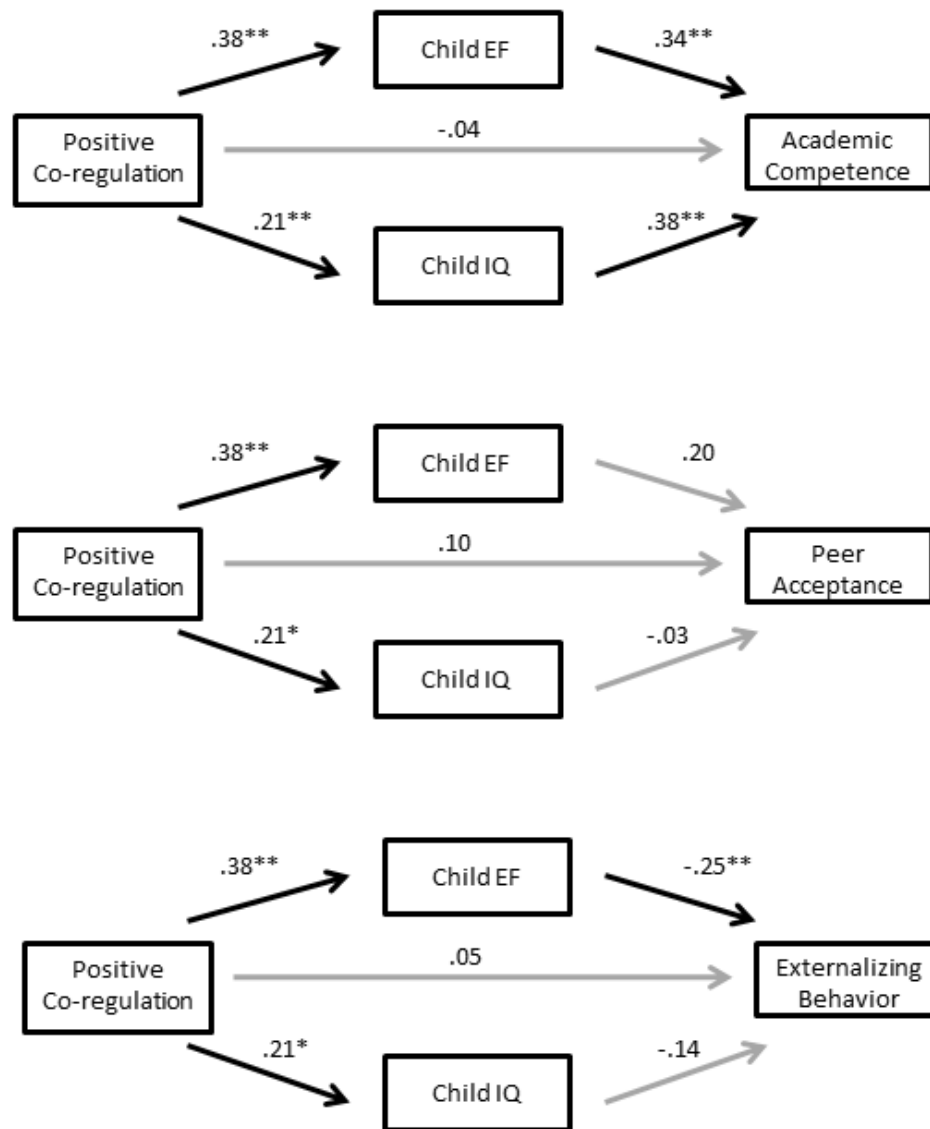 .38**
Child EF
.34**
Positive
Co-regulation
-.04
Academic
Competence
.21**
Child IQ
.38**
.38**
Child EF
.20
Positive
Co-regulation
.10
Peer
Acceptance
.21*
Child IQ
-.03
.38**
Child EF
-.25**
Positive
Co-regulation
.05
Externalizing
Behavior
.21*
Child IQ
-.14